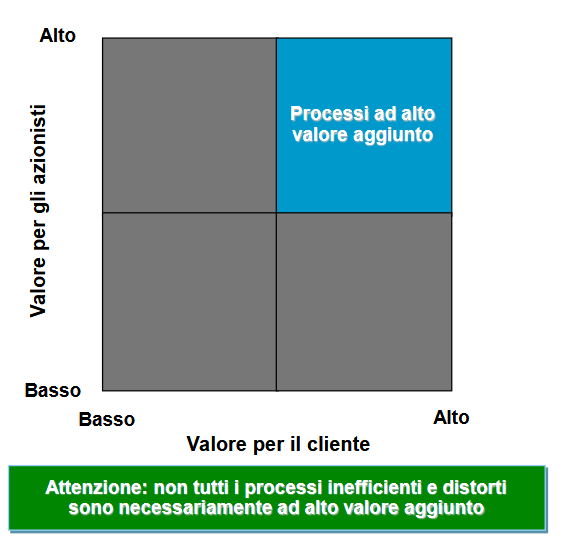 Alto
Processi ad alto
valore aggiunto
Valore per gli azionisti
Basso
Basso
Alto
Valore per il cliente
Attenzione: non tutti i processi inefficienti e distorti
sono necessariamente ad alto valore aggiunto